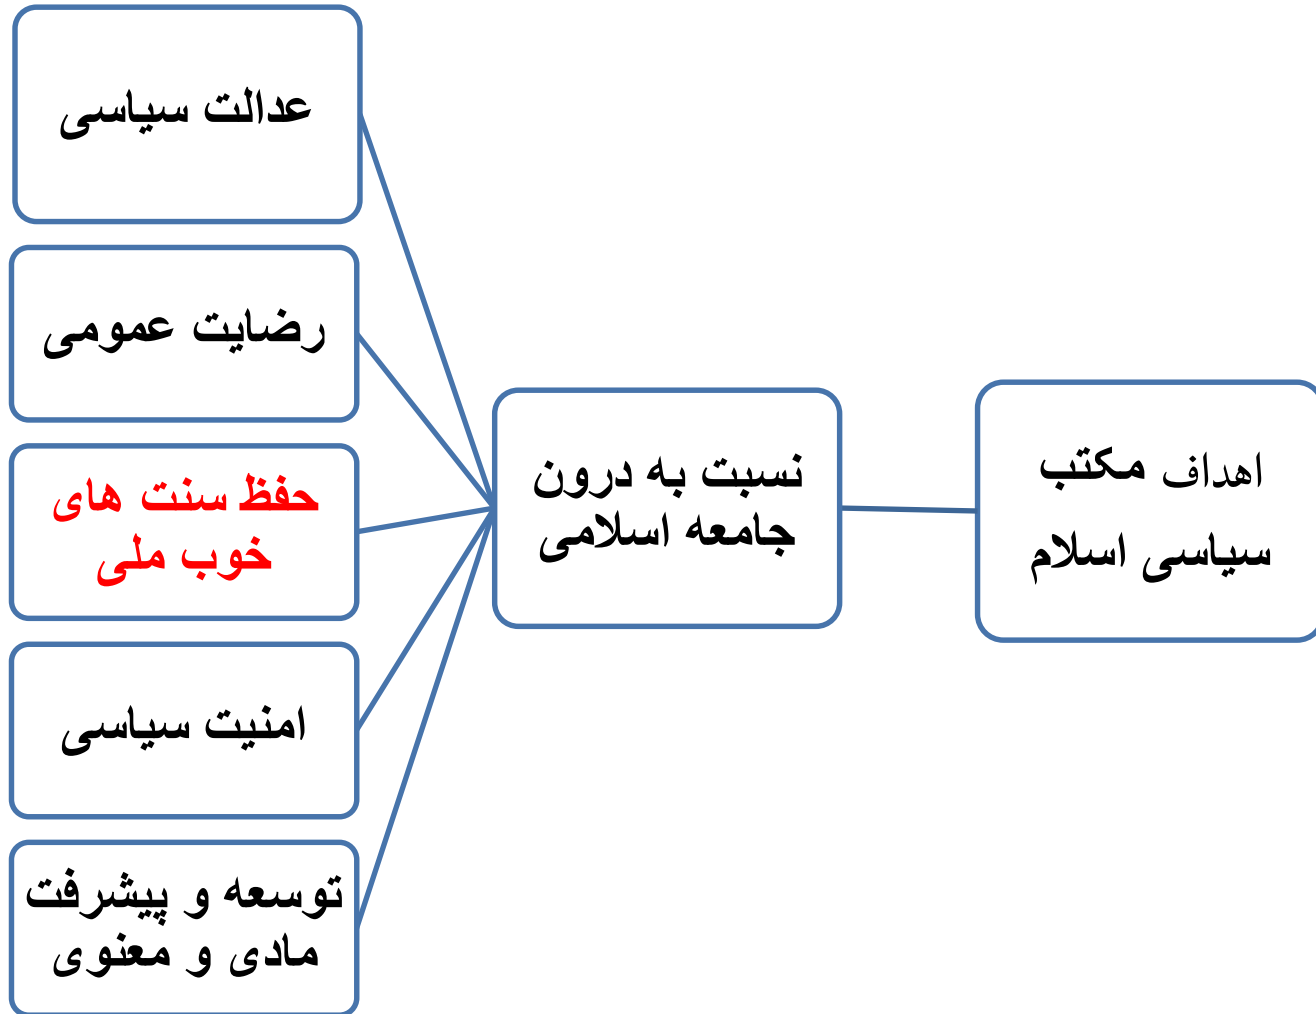 اهداف مکتب
سیاسی اسلام
نسبت به درون
جامعه اسلامی
عدالت سیاسی
رضایت عمومی
حفظ سنت های
خوب ملی
امنیت سیاسی
توسعه و پیشرفت
مادی و معنوی